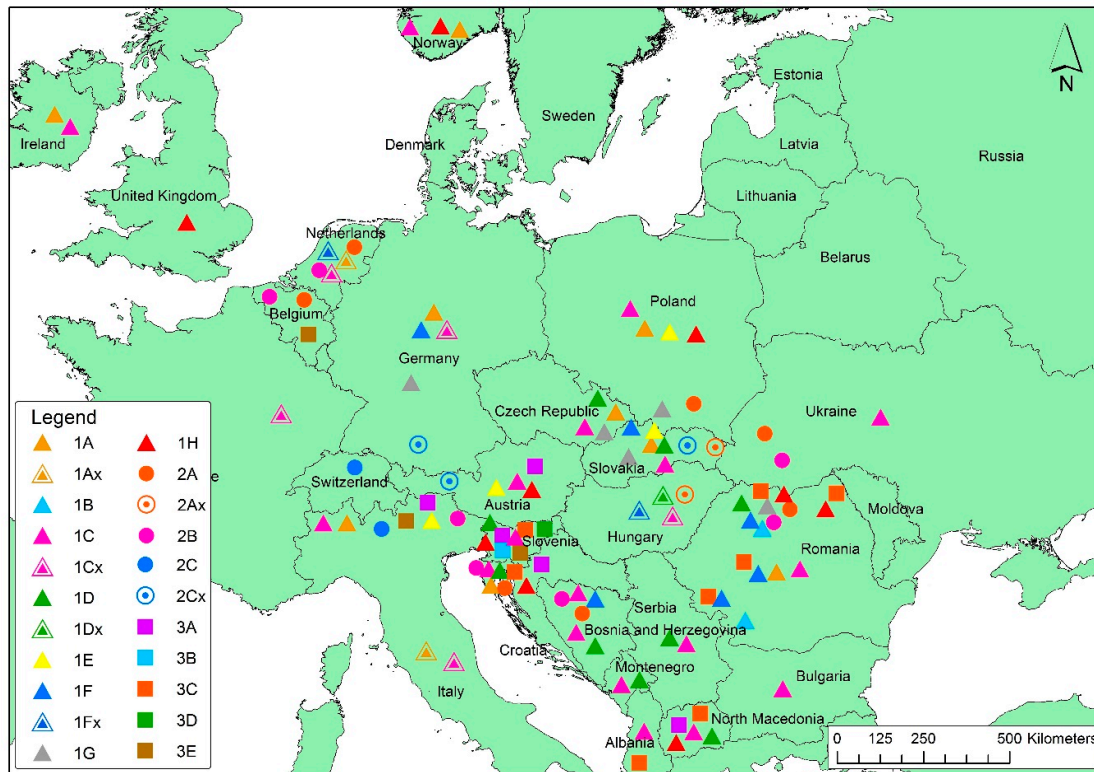 Norway
N
Estonia
Sweden
Ireland
Denmark
Latvia
Russia
United Kingdom
Lithuania
Netherlands
Belarus
Belgium
Poland
Germany
Czech Republic
Ukraine
Slovakia
Switzerland
Austria
Moldova
Slovenia
Hungary
Romania
Serbia
Bosnia and Herzegovina
Croatia
Montenegro
Italy
Bulgaria
North Macedonia
Albania
e
Legend
1A
1Ax
1B
1C
1Cx
1D
1Dx
1E
1F
1Fx
1G
1H
2A
2Ax
2B
2C
2Cx
3A
3B
3C
3D
3E
0 125 250 500 Kilometers